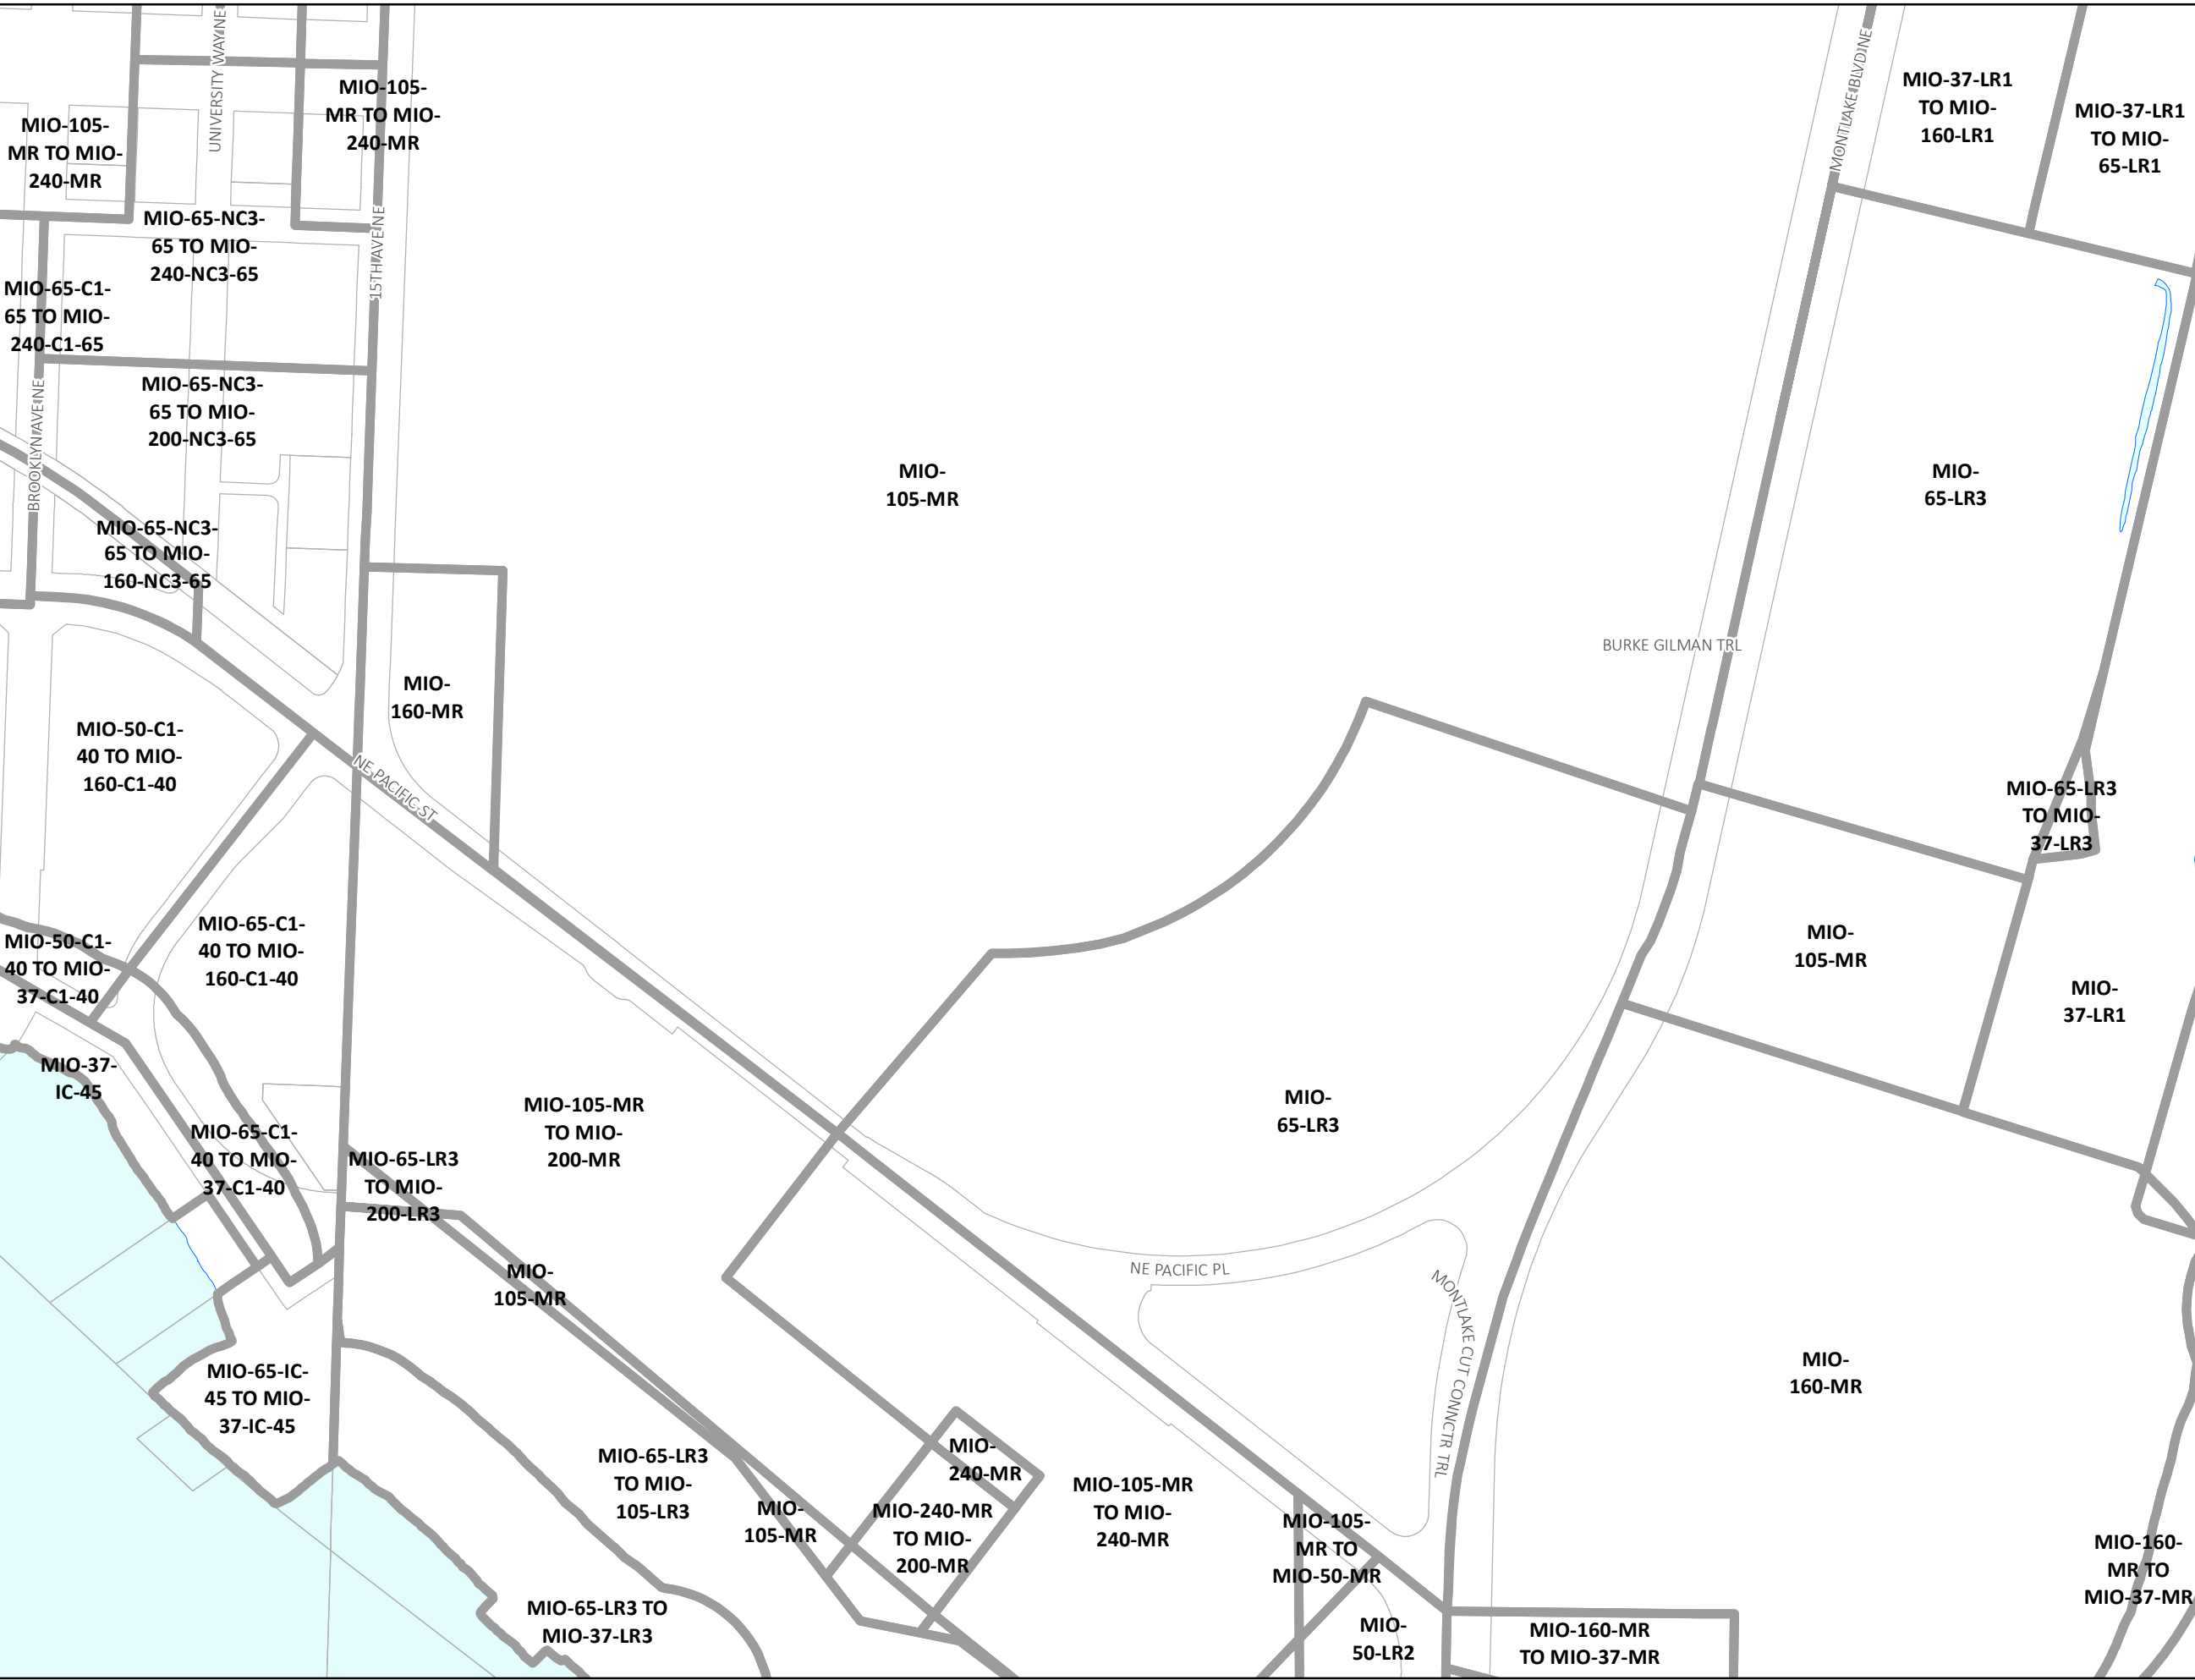 UNIVERSITY WAY NE
MIO-105-
MR TO MIO-
240-MR
MIO-105-
MR TO MIO-
240-MR
MONTLAKE BLVD NE
MIO-37-LR1
TO MIO-
160-LR1
MIO-37-LR1
TO MIO-
65-LR1
MIO-65-NC3-
65 TO MIO-
240-NC3-65
15TH AVE NE
MIO-65-C1-
65 TO MIO-
240-C1-65
MIO-65-NC3-
65 TO MIO-
200-NC3-65
BROOKLYN AVE NE
MIO-
105-MR
MIO-
65-LR3
MIO-65-NC3-
65 TO MIO-
160-NC3-65
BURKE GILMAN TRL
MIO-
160-MR
MIO-50-C1-
40 TO MIO-
160-C1-40
NE PACIFIC ST
MIO-65-LR3
TO MIO-
37-LR3
MIO-50-C1-
40 TO MIO-
37-C1-40
MIO-65-C1-
40 TO MIO-
160-C1-40
MIO-
105-MR
MIO-
37-LR1
MIO-37-
IC-45
MIO-65-C1-
40 TO MIO-
37-C1-40
MIO-105-MR
TO MIO-
200-MR
MIO-
65-LR3
MIO-65-LR3
TO MIO-
200-LR3
MIO-
105-MR
NE PACIFIC PL
MONTLAKE CUT CONNCTR TRL
MIO-65-IC-
45 TO MIO-
37-IC-45
MIO-
160-MR
MIO-65-LR3
TO MIO-
105-LR3
MIO-
105-MR
MIO-
240-MR
MIO-240-MR
TO MIO-
200-MR
MIO-105-MR
TO MIO-
240-MR
MIO-105-
MR TO
MIO-50-MR
MIO-160-
MR TO
MIO-37-MR
MIO-65-LR3 TO
MIO-37-LR3
MIO-
50-LR2
MIO-160-MR
TO MIO-37-MR